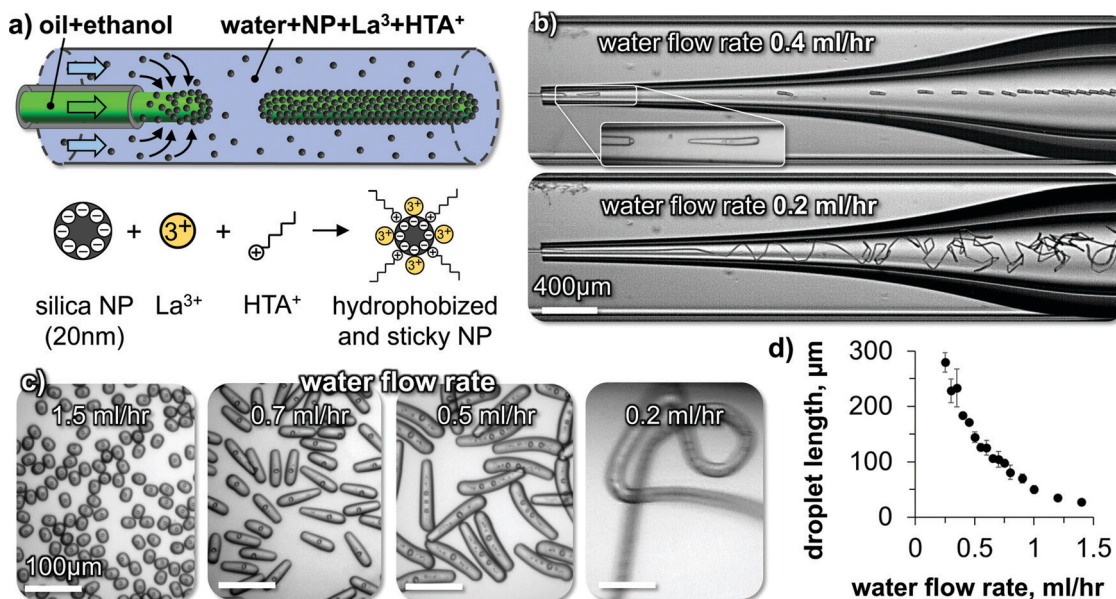 a) oil+ethanol
water+NP+La³+HTA⁺
+
3+
+
+
3+
3+
3+
3+
silica NP
(20nm)
La³⁺
HTA⁺
hydrophobized
and sticky NP
b)
water flow rate 0.4 ml/hr
water flow rate 0.2 ml/hr
400µm
c)
water flow rate
1.5 ml/hr
0.7 ml/hr
0.5 ml/hr
0.2 ml/hr
100µm
d)
droplet length, µm
300
200
100
0
0
0.5
1
1.5
water flow rate, ml/hr